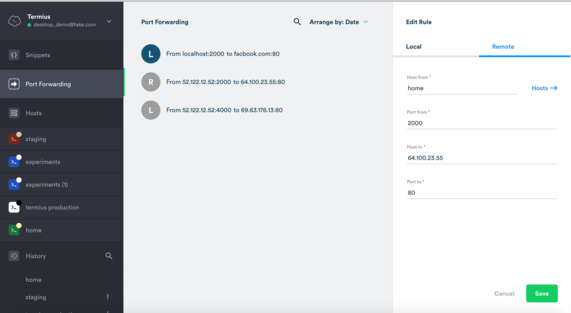 Termius
desktop_demo@fake.com
Snippets
Port Forwarding
Hosts
staging
experiments
experiments (1)
termius production
home
History
home
staging
Port Forwarding
Arrange by: Date
L From localhost:2000 to facbook.com:80
R From 52.122.12.52:2000 to 64.100.23.55:80
L From 52.122.12.52:4000 to 69.63.176.13:80
Edit Rule
Local Remote
Host from *
home Hosts →
Port from *
2000
Host to *
64.100.23.55
Port to *
80
Cancel Save